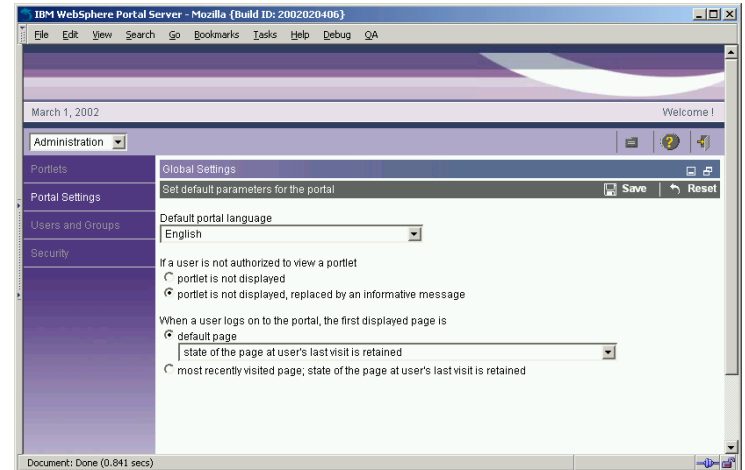 IBM WebSphere Portal Server - Mozilla {Build ID: 2002020406}
File Edit View Search Go Bookmarks Tasks Help Debug QA
March 1, 2002 Welcome !
Administration
Portlets
Global Settings
Set default parameters for the portal Save Reset
Portal Settings
Users and Groups
Security
Default portal language
English
If a user is not authorized to view a portlet
portlet is not displayed
portlet is not displayed, replaced by an informative message
When a user logs on to the portal, the first displayed page is
default page
state of the page at user's last visit is retained
most recently visited page; state of the page at user's last visit is retained
Document: Done (0.841 secs)